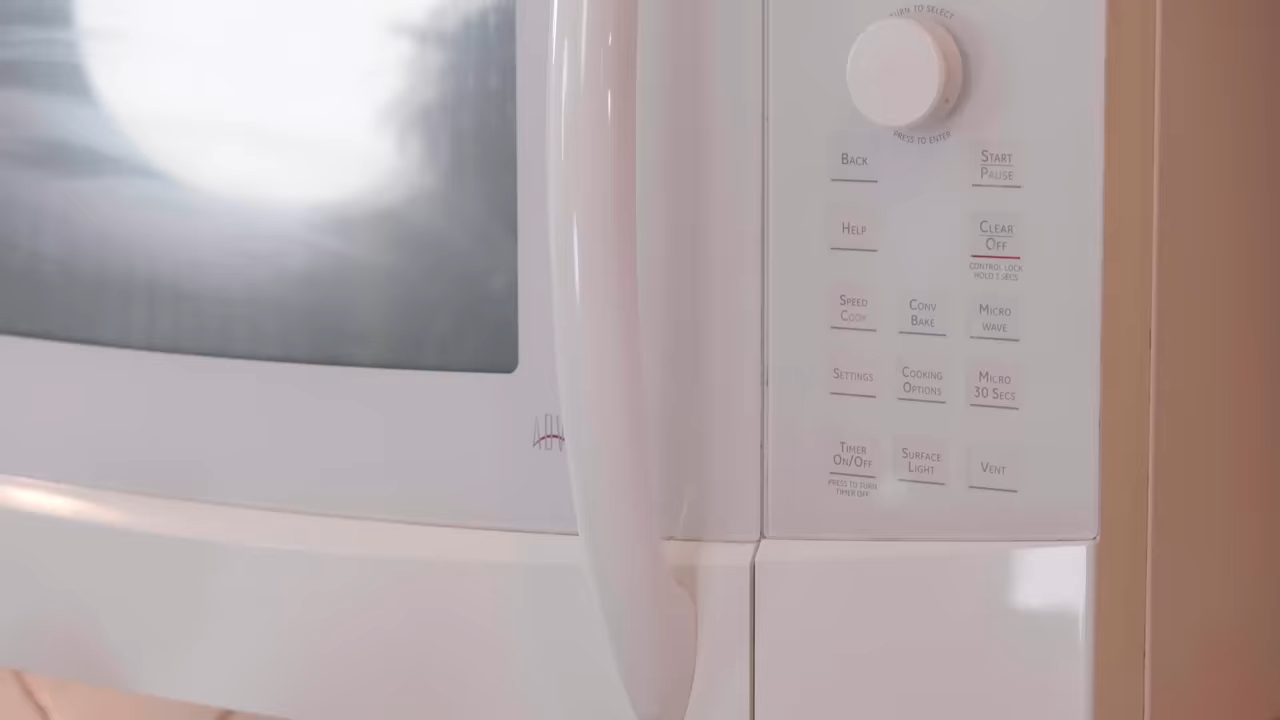 TURN TO SELECT
PRESS TO ENTER
BACK
START
PAUSE
HELP
CLEAR
OFF
CONTROL LOCK
HOLD 3 SECS
SPEED
COOK
CONV
BAKE
MICRO
WAVE
SETTINGS
COOKING
OPTIONS
MICRO
30 SECS
TIMER
ON/OFF
PRESS TO TURN
TIMER OFF
SURFACE
LIGHT
VENT
ADV